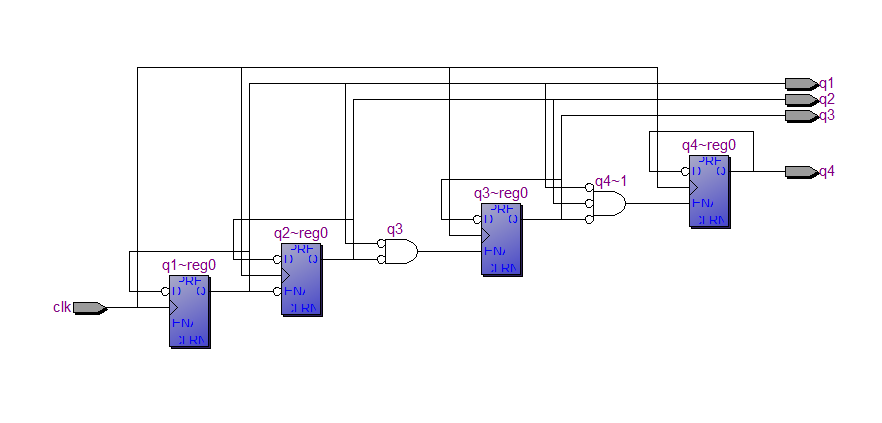 q1
q2
q3
q4~reg0
PRE
D Q
q4
ENA
CLRN
q4~1
q3~reg0
PRE
D Q
ENA
CLRN
q3
q2~reg0
PRE
D Q
ENA
CLRN
q1~reg0
PRE
D Q
ENA
CLRN
clk